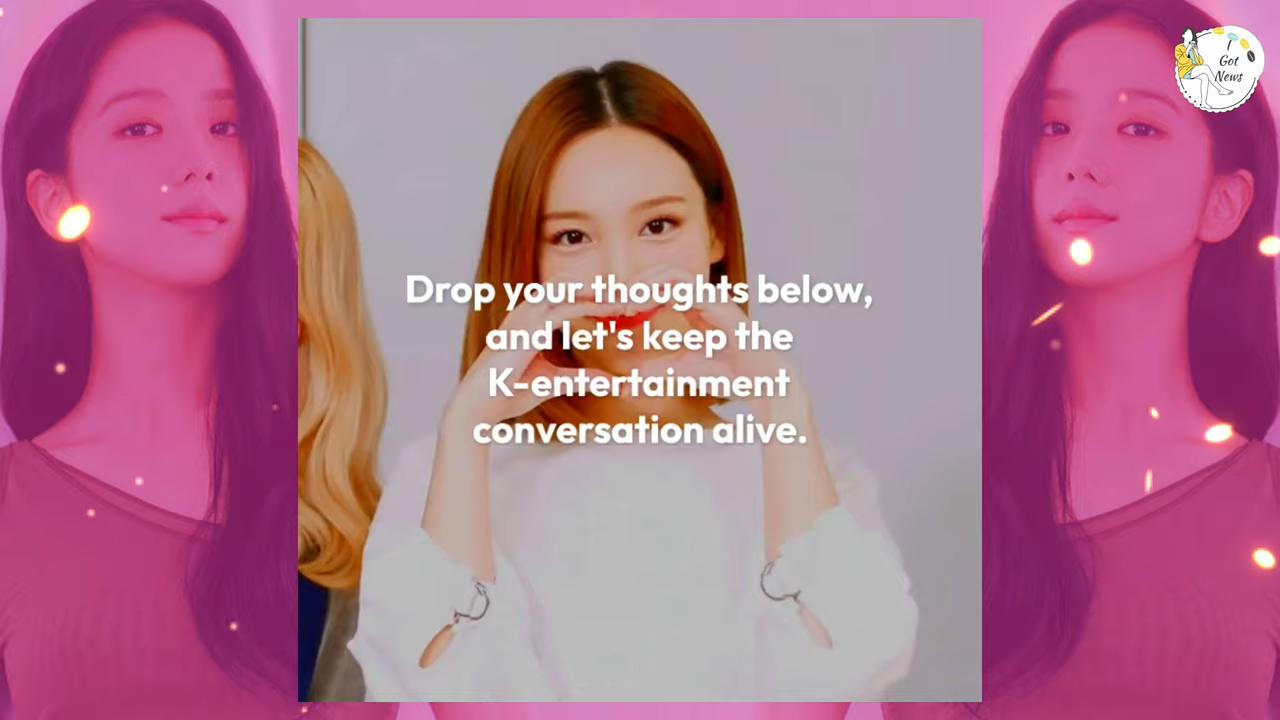 I
Got
News
Drop your thoughts below,
and let's keep the
K-entertainment
conversation alive.